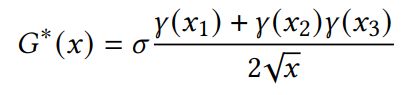 G*(x) = σ (γ(x₁) + γ(x₂)γ(x₃)) / (2√x)